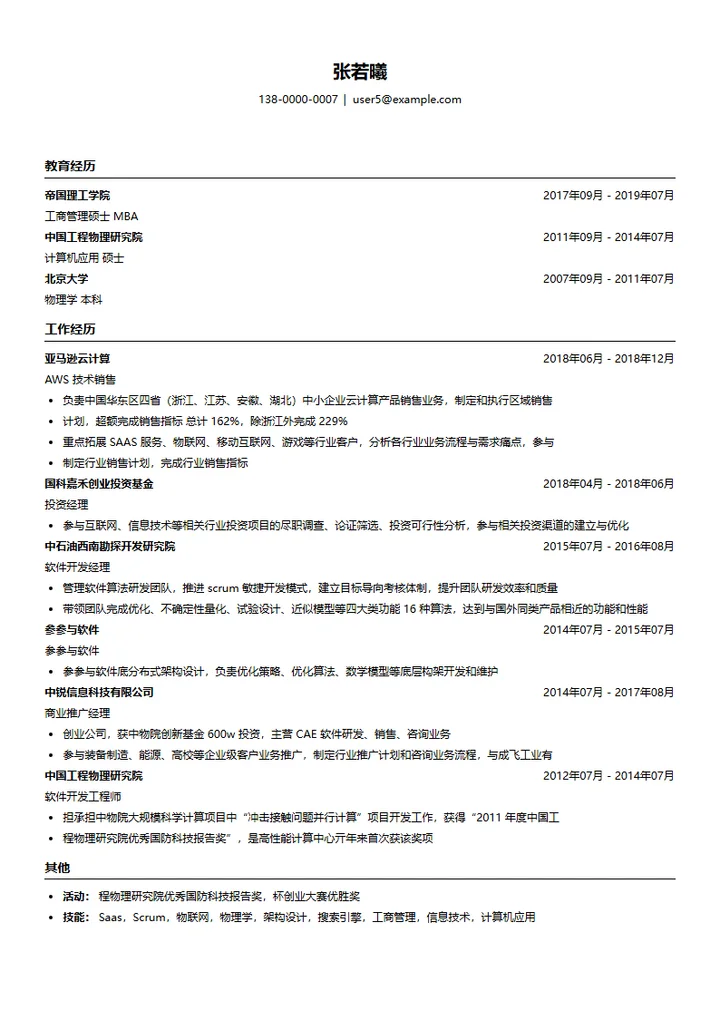 张若曦
138-0000-0007 | user5@example.com
教育经历
帝国理工学院 2017年09月 - 2019年07月
工商管理硕士 MBA
中国工程物理研究院 2011年09月 - 2014年07月
计算机应用 硕士
北京大学 2007年09月 - 2011年07月
物理学 本科
工作经历
亚马逊云计算 2018年06月 - 2018年12月
AWS 技术销售
• 负责中国华东区四省（浙江、江苏、安徽、湖北）中小企业云计算产品销售业务，制定和执行区域销售
• 计划，超额完成销售指标 总计 162%，除浙江外完成 229%
• 重点拓展 SAAS 服务、物联网、移动互联网、游戏等行业客户，分析各行业业务流程与需求痛点，参与
• 制定行业销售计划，完成行业销售指标
国科嘉禾创业投资基金 2018年04月 - 2018年06月
投资经理
• 参与互联网、信息技术等相关行业投资项目的尽职调查、论证筛选、投资可行性分析，参与相关投资渠道的建立与优化
中石油西南勘探开发研究院 2015年07月 - 2016年08月
软件开发经理
• 管理软件算法研发团队，推进 scrum 敏捷开发模式，建立目标导向考核体制，提升团队研发效率和质量
• 带领团队完成优化、不确定性量化、试验设计、近似模型等四大类功能 16 种算法，达到与国外同类产品相近的功能和性能
参参与软件 2014年07月 - 2015年07月
参参与软件
• 参参与软件底分布式架构设计，负责优化策略、优化算法、数学模型等底层构架开发和维护
中锐信息科技有限公司 2014年07月 - 2017年08月
商业推广经理
• 创业公司，获中物院创新基金 600w 投资，主营 CAE 软件研发、销售、咨询业务
• 参与装备制造、能源、高校等企业级客户业务推广，制定行业推广计划和咨询业务流程，与成飞工业有
中国工程物理研究院 2012年07月 - 2014年07月
软件开发工程师
• 担承担中物院大规模科学计算项目中“冲击接触问题并行计算”项目开发工作，获得“2011 年度中国工
• 程物理研究院优秀国防科技报告奖”，是高性能计算中心亓年来首次获该奖项
其他
• 活动： 程物理研究院优秀国防科技报告奖，杯创业大赛优胜奖
• 技能： Saas，Scrum，物联网，物理学，架构设计，搜索引擎，工商管理，信息技术，计算机应用